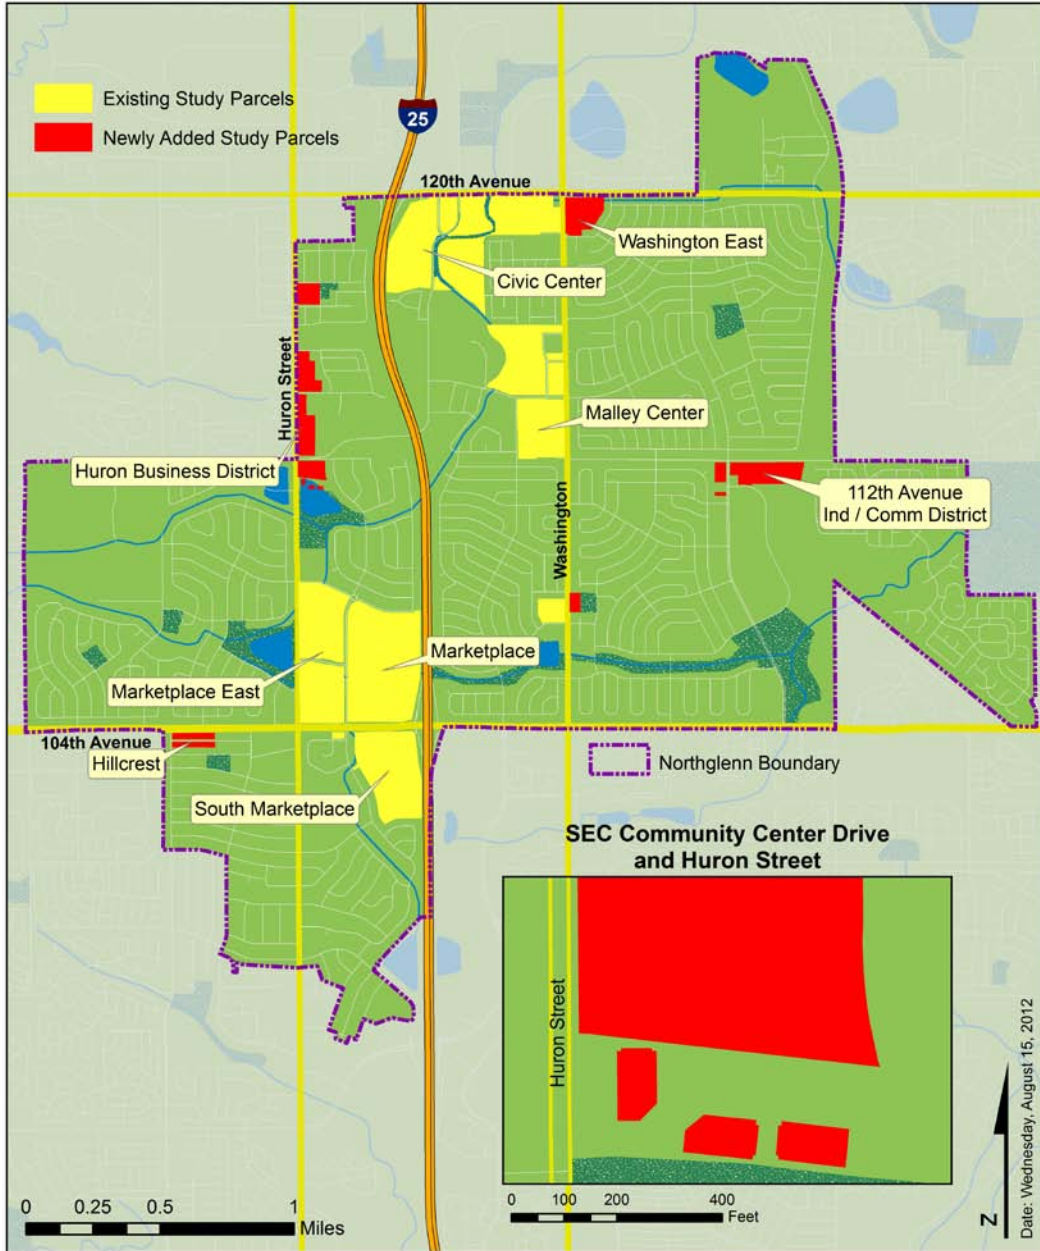 Existing Study Parcels
Newly Added Study Parcels
25
120th Avenue
Washington East
Civic Center
Huron Street
Malley Center
Huron Business District
112th Avenue
Ind / Comm District
Washington
Marketplace
Marketplace East
104th Avenue
Hillcrest
Northglenn Boundary
South Marketplace
SEC Community Center Drive
and Huron Street
Huron Street
0 0.25 0.5 1
Miles
0 100 200 400
Feet
N
Date: Wednesday, August 15, 2012